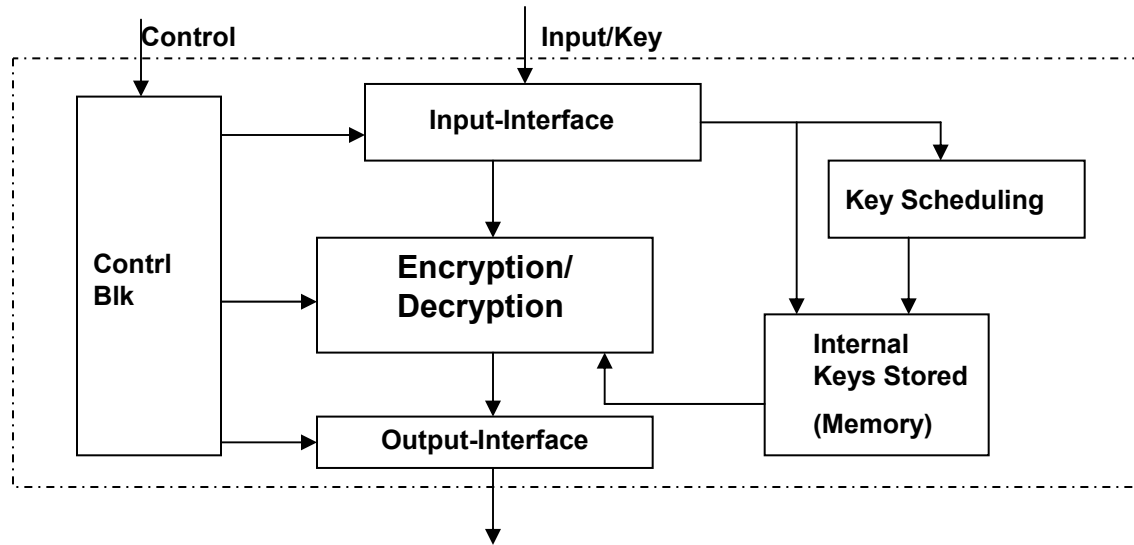 Control
Input/Key
Input-Interface
Key Scheduling
Contrl
Blk
Encryption/
Decryption
Internal
Keys Stored
(Memory)
Output-Interface